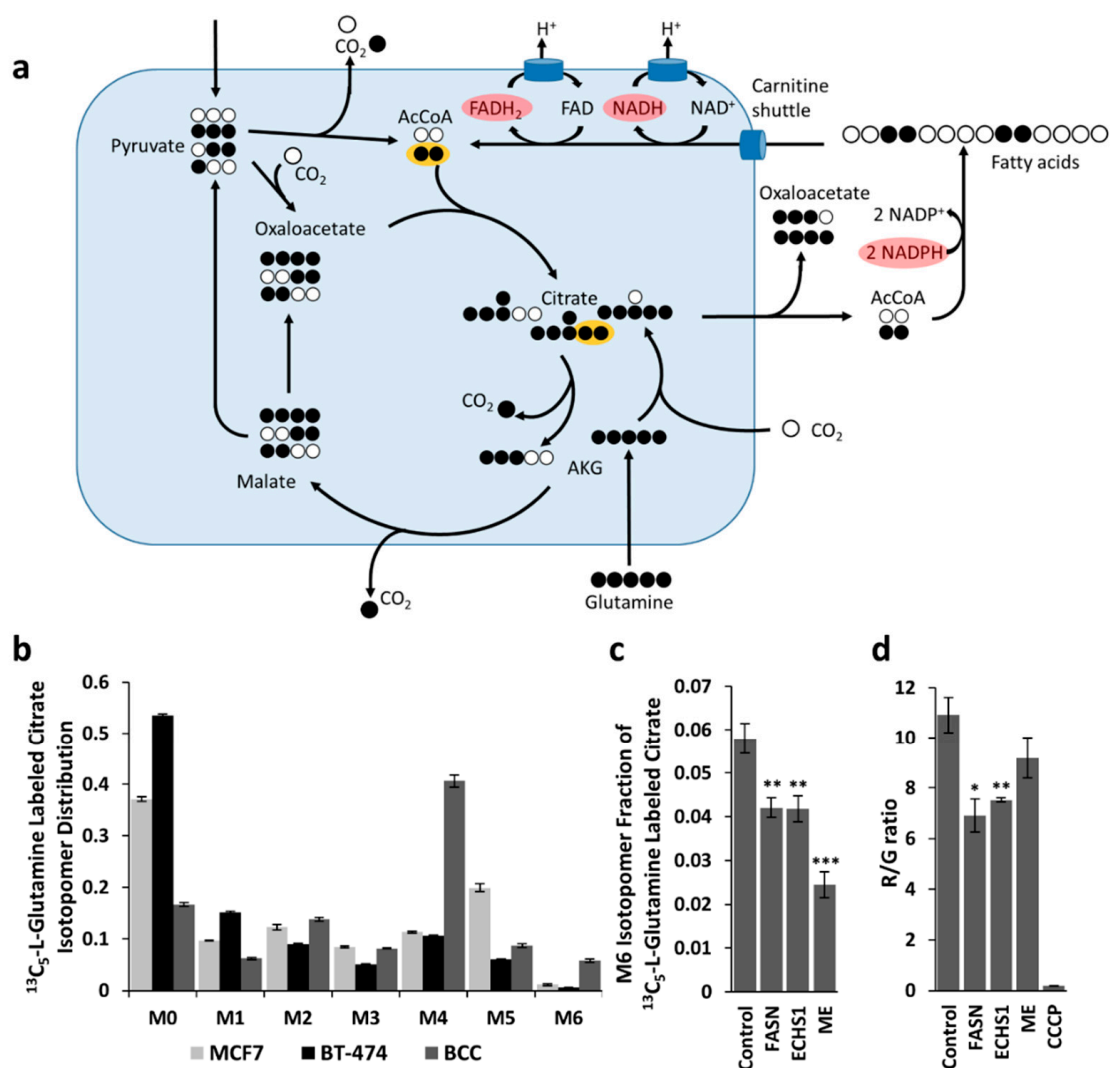 a
CO₂
H⁺
H⁺
FADH₂
FAD
NADH
NAD⁺
Carnitine
shuttle
AcCoA
Pyruvate
CO₂
Fatty acids
Oxaloacetate
2 NADP⁺
2 NADPH
Oxaloacetate
AcCoA
Citrate
CO₂
CO₂
AKG
Malate
CO₂
Glutamine
b
¹³C₅-L-Glutamine Labeled Citrate
Isotopomer Distribution
0.6
0.5
0.4
0.3
0.2
0.1
0
M0 M1 M2 M3 M4 M5 M6
MCF7 BT-474 BCC
c
M6 Isotopomer Fraction of
¹³C₅-L-Glutamine Labeled Citrate
0.07
0.06
0.05
0.04
0.03
0.02
0.01
0
** ** ***
Control FASN ECHS1 ME
d
R/G ratio
12
10
8
6
4
2
0
* **
Control FASN ECHS1 ME CCCP